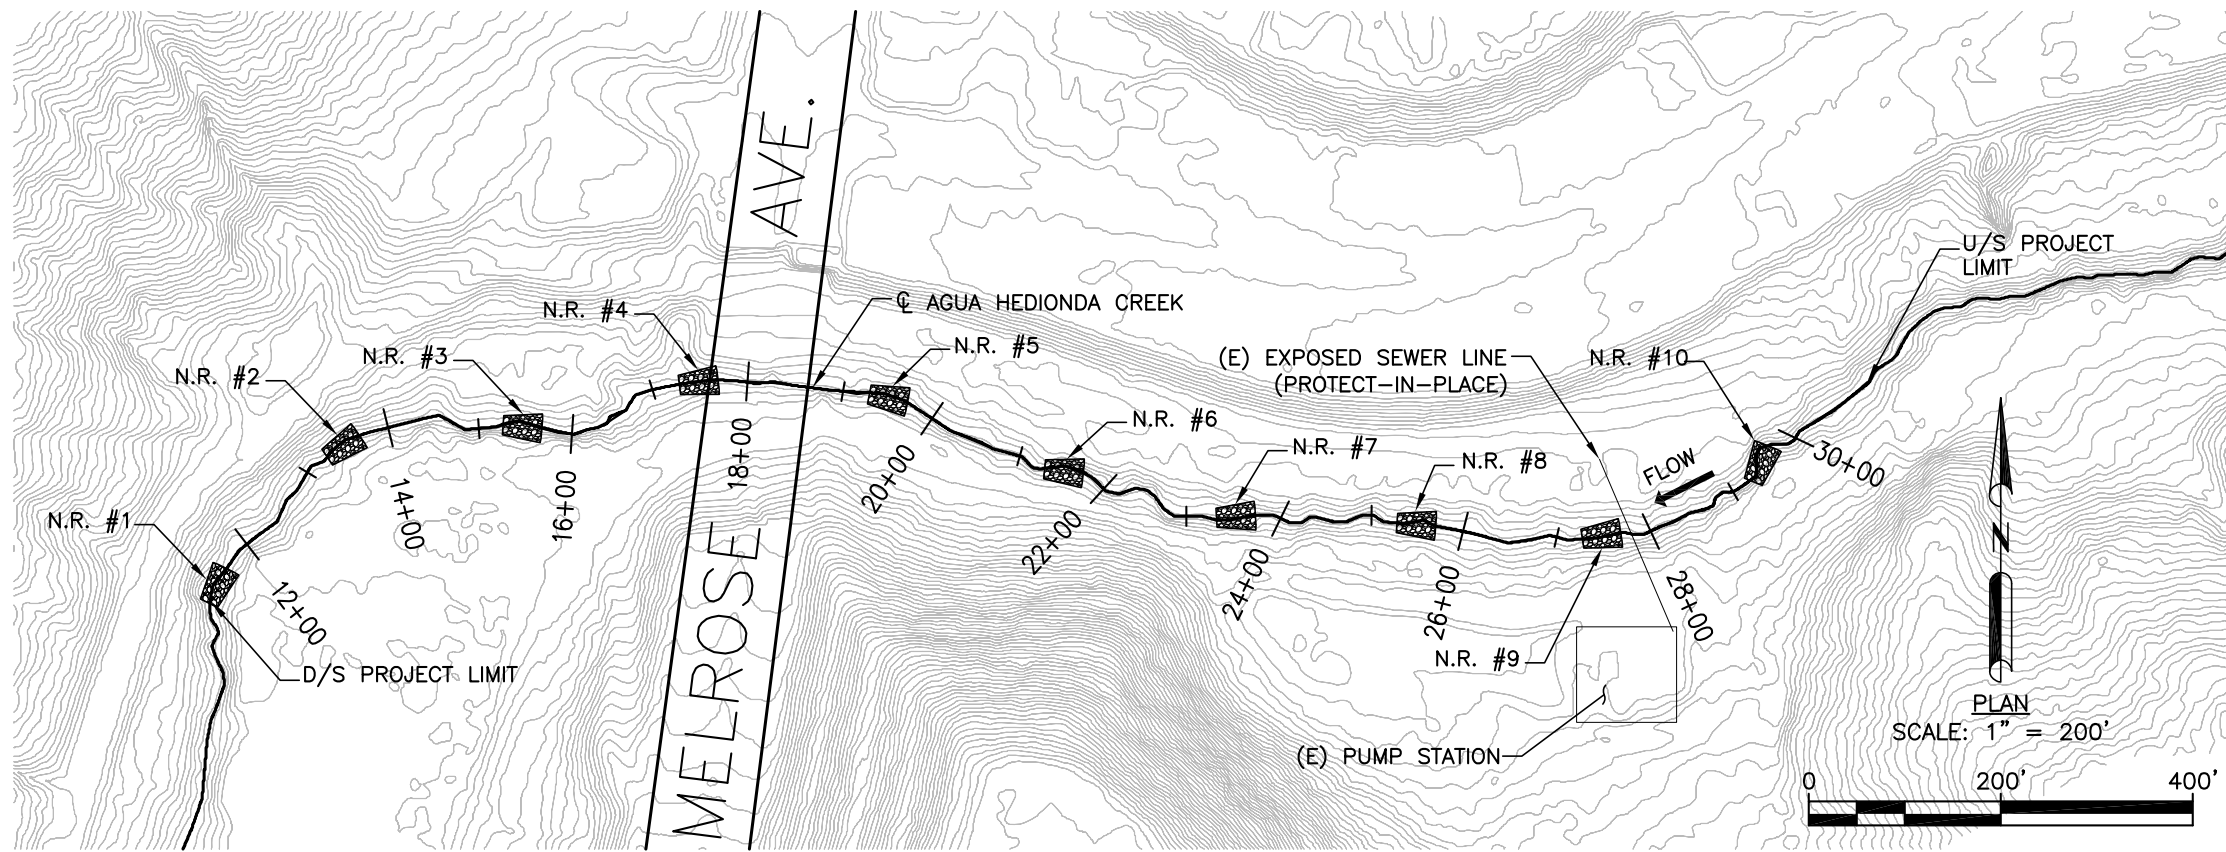 AVE.
U/S PROJECT
LIMIT
℄ AGUA HEDIONDA CREEK
N.R. #4
N.R. #5
N.R. #3
(E) EXPOSED SEWER LINE
(PROTECT-IN-PLACE)
N.R. #10
N.R. #2
N.R. #6
N.R. #7
N.R. #8
FLOW
30+00
18+00
20+00
14+00
16+00
N.R. #1
22+00
24+00
26+00
28+00
12+00
N
MELROSE
N.R. #9
D/S PROJECT LIMIT
(E) PUMP STATION
PLAN
SCALE: 1" = 200'
0 200' 400'